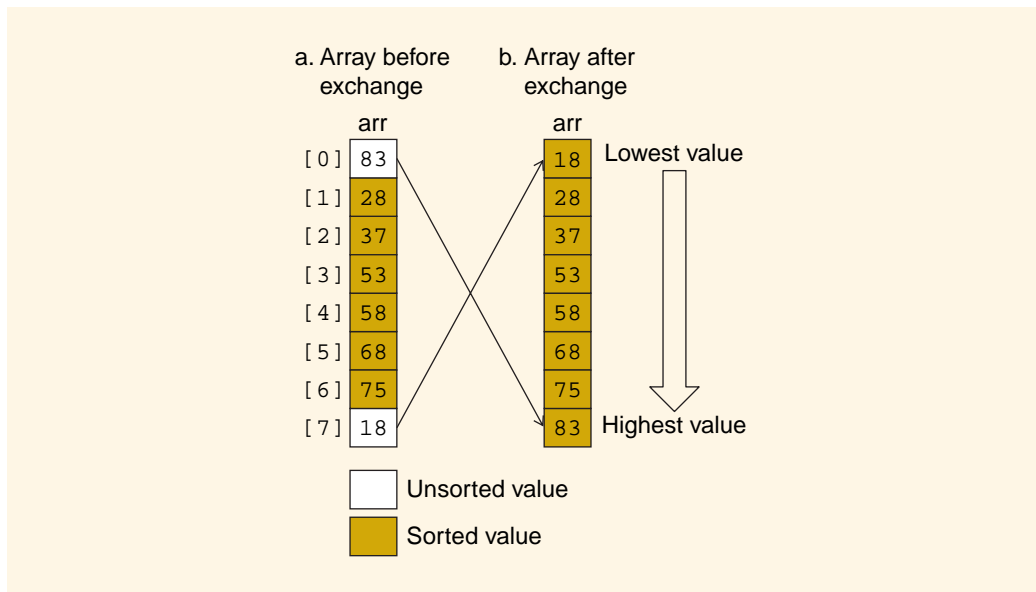 a. Array before
exchange
b. Array after
exchange
arr
arr
[0] 83 18 Lowest value
[1] 28 28
[2] 37 37
[3] 53 53
[4] 58 58
[5] 68 68
[6] 75 75
[7] 18 83 Highest value
Unsorted value
Sorted value